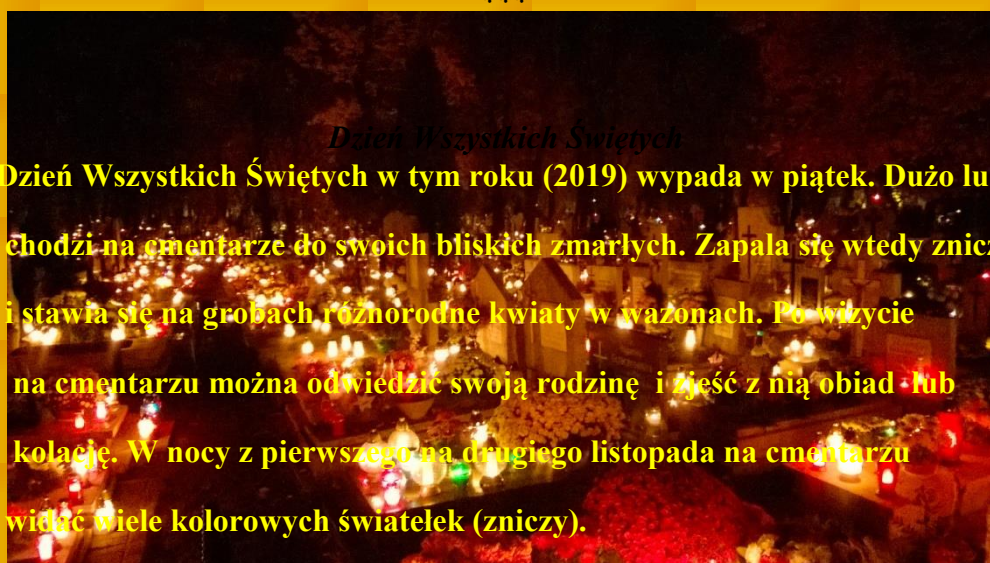 ...
Dzień Wszystkich Świętych
Dzień Wszystkich Świętych w tym roku (2019) wypada w piątek. Dużo lu
chodzi na cmentarze do swoich bliskich zmarłych. Zapala się wtedy znicz
i stawia się na grobach różnorodne kwiaty w wazonach. Po wizycie
na cmentarzu można odwiedzić swoją rodzinę i zjeść z nią obiad lub
kolację. W nocy z pierwszego na drugiego listopada na cmentarzu
widać wiele kolorowych światełek (zniczy).